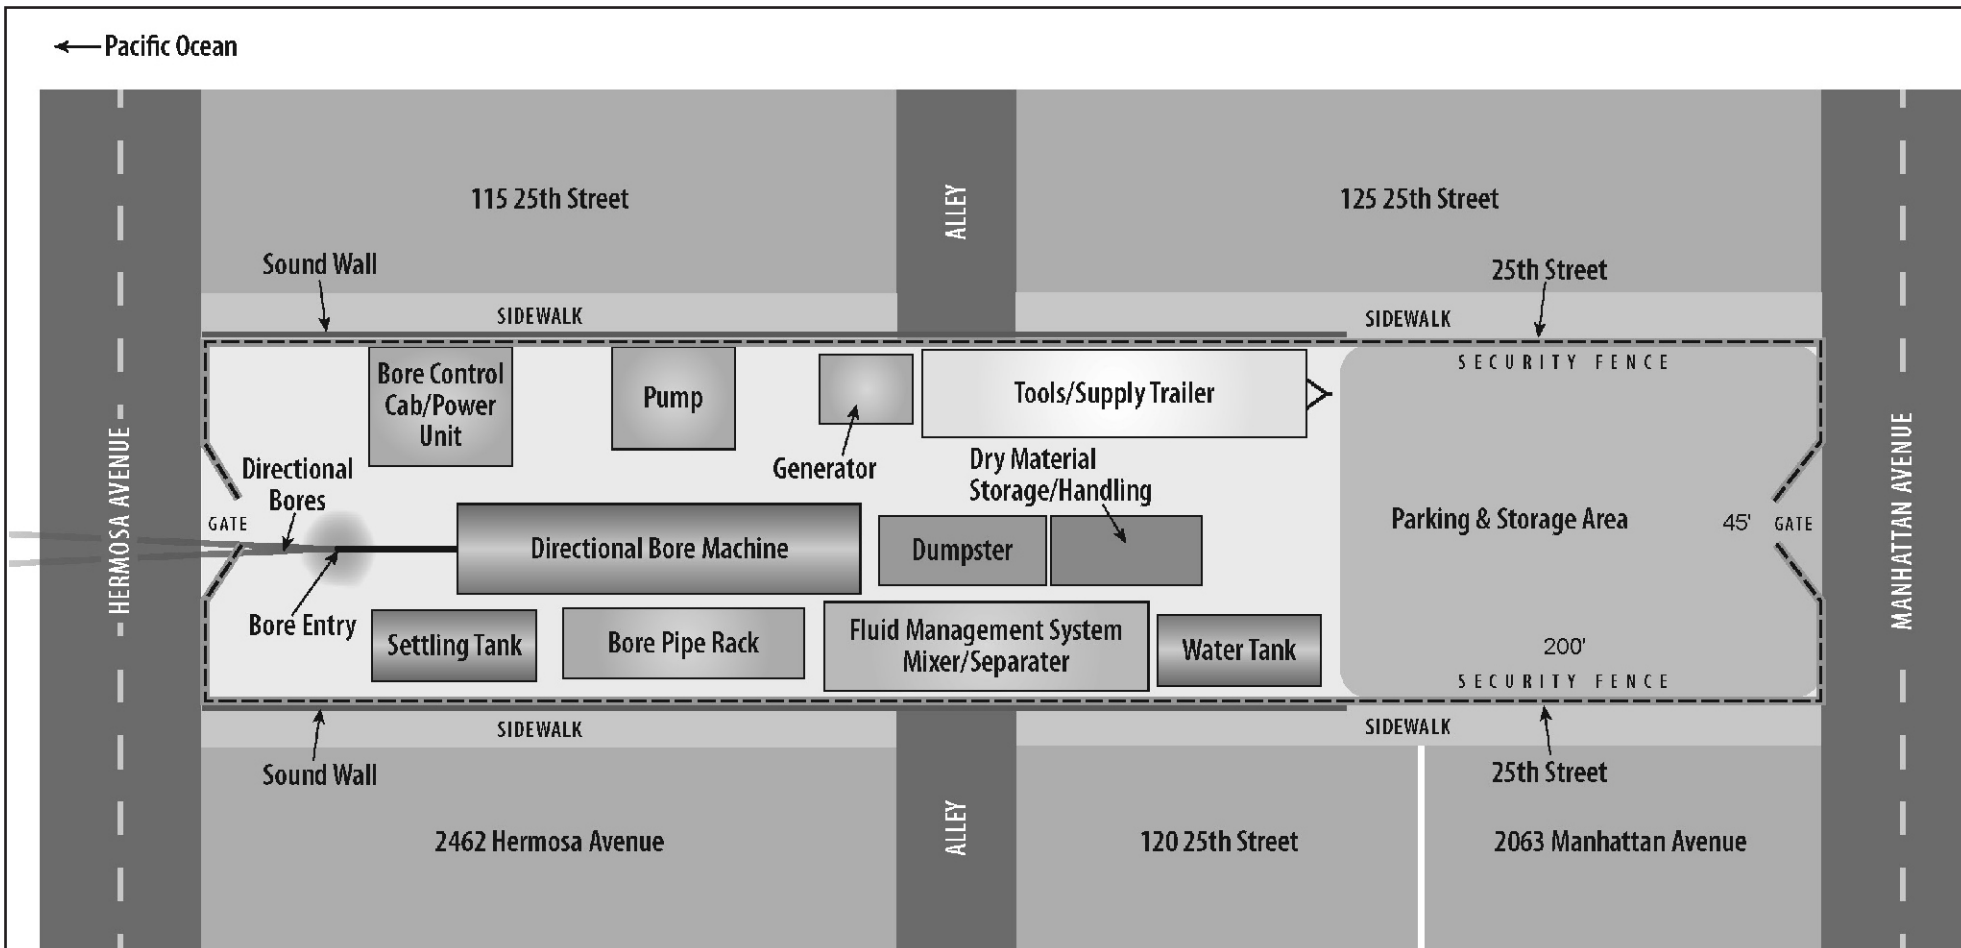 Pacific Ocean
115 25th Street
ALLEY
125 25th Street
Sound Wall
25th Street
SIDEWALK
SIDEWALK
SECURITY FENCE
Bore Control
Cab/Power
Unit
Pump
Tools/Supply Trailer
Generator
Dry Material
Storage/Handling
Directional
Bores
GATE
HERMOSA AVENUE
Directional Bore Machine
Dumpster
Parking & Storage Area
45'
GATE
MANHATTAN AVENUE
Bore Entry
Settling Tank
Bore Pipe Rack
Fluid Management System
Mixer/Separater
Water Tank
200'
SECURITY FENCE
SIDEWALK
SIDEWALK
Sound Wall
25th Street
2462 Hermosa Avenue
ALLEY
120 25th Street
2063 Manhattan Avenue